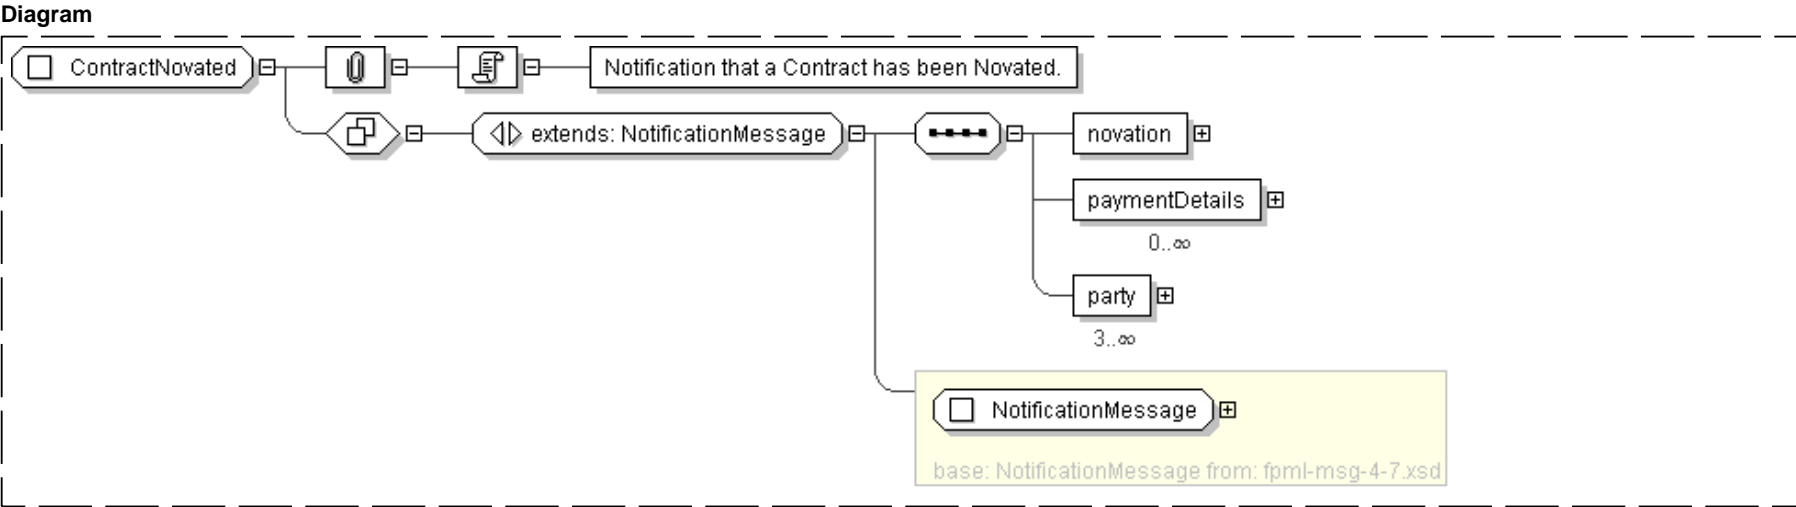 Diagram
ContractNovated
Notification that a Contract has been Novated.
extends: NotificationMessage
novation
paymentDetails
0..∞
party
3..∞
NotificationMessage
base: NotificationMessage from: fpml-msg-4-7.xsd